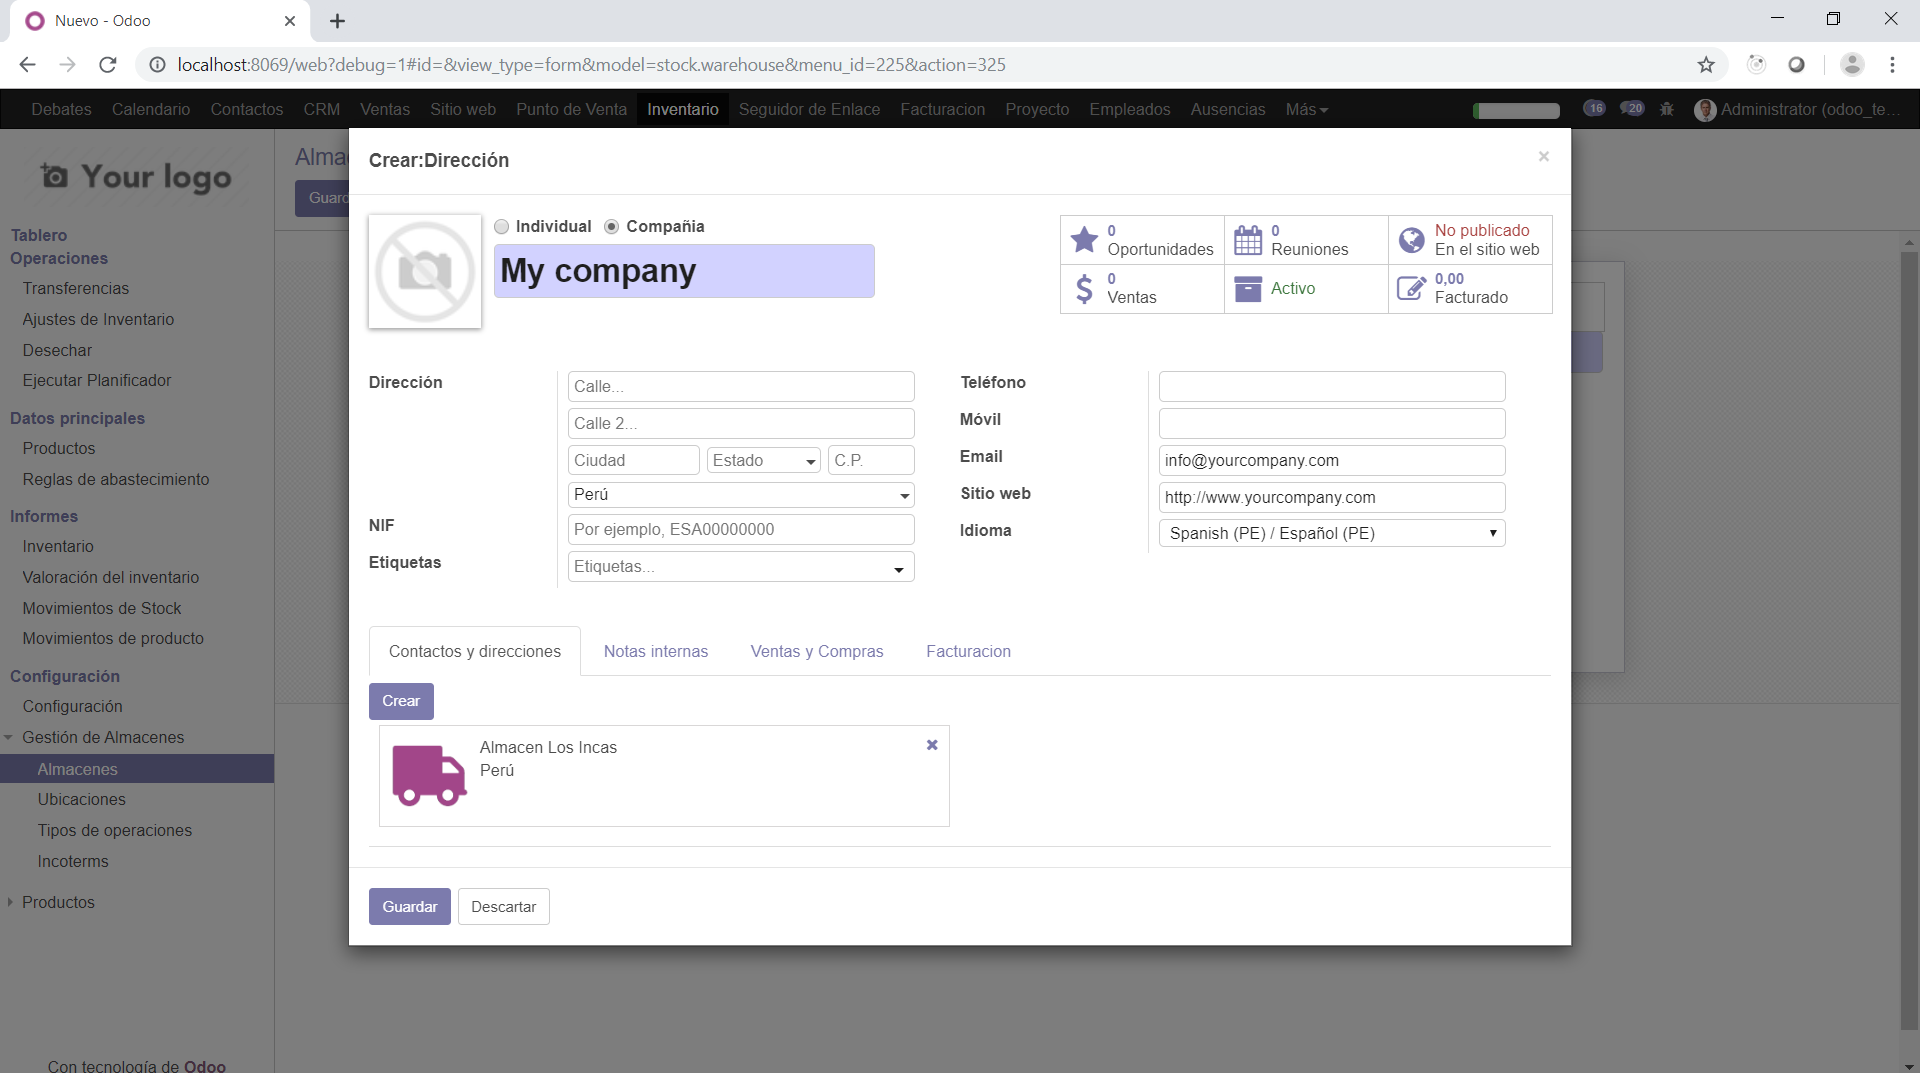 Nuevo - Odoo
localhost:8069/web?debug=1#id=&view_type=form&model=stock.warehouse&menu_id=225&action=325
Debates Calendario Contactos CRM Ventas Sitio web Punto de Venta Inventario Seguidor de Enlace Facturacion Proyecto Empleados Ausencias Más 16 20 Administrator (odoo_te...
Your logo
Tablero
Operaciones
Transferencias
Ajustes de Inventario
Desechar
Ejecutar Planificador
Datos principales
Productos
Reglas de abastecimiento
Informes
Inventario
Valoración del inventario
Movimientos de Stock
Movimientos de producto
Configuración
Configuración
Gestión de Almacenes
Almacenes
Ubicaciones
Tipos de operaciones
Incoterms
Productos
Con tecnología de Odoo
Crear:Dirección
×
Individual Compañia
My company
0
Oportunidades
0
Reuniones
No publicado
En el sitio web
0
Ventas
Activo
0,00
Facturado
Dirección
Calle...
Calle 2...
Ciudad Estado C.P.
Perú
NIF Por ejemplo, ESA00000000
Etiquetas Etiquetas...
Teléfono
Móvil
Email info@yourcompany.com
Sitio web http://www.yourcompany.com
Idioma Spanish (PE) / Español (PE)
Contactos y direcciones Notas internas Ventas y Compras Facturacion
Crear
Almacen Los Incas
Perú
Guardar Descartar